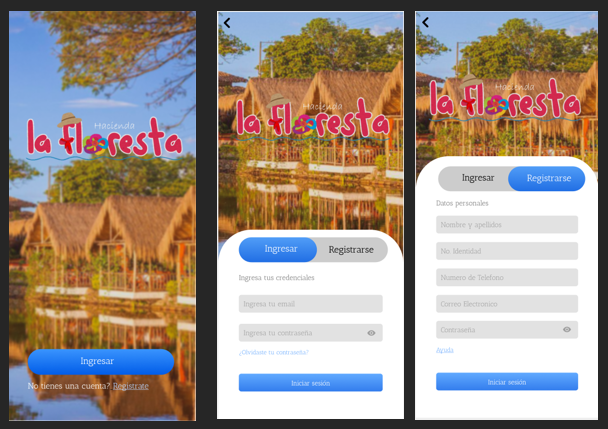 Hacienda
la floresta
Ingresar
No tienes una cuenta? Registrate
Hacienda
la floresta
Ingresar
Registrarse
Ingresa tus credenciales
Ingresa tu email
Ingresa tu contraseña
¿Olvidaste tu contraseña?
Iniciar sesión
Hacienda
la floresta
Ingresar
Registrarse
Datos personales
Nombre y apellidos
No. Identidad
Numero de Telefono
Correo Electronico
Contraseña
Ayuda
Iniciar sesión